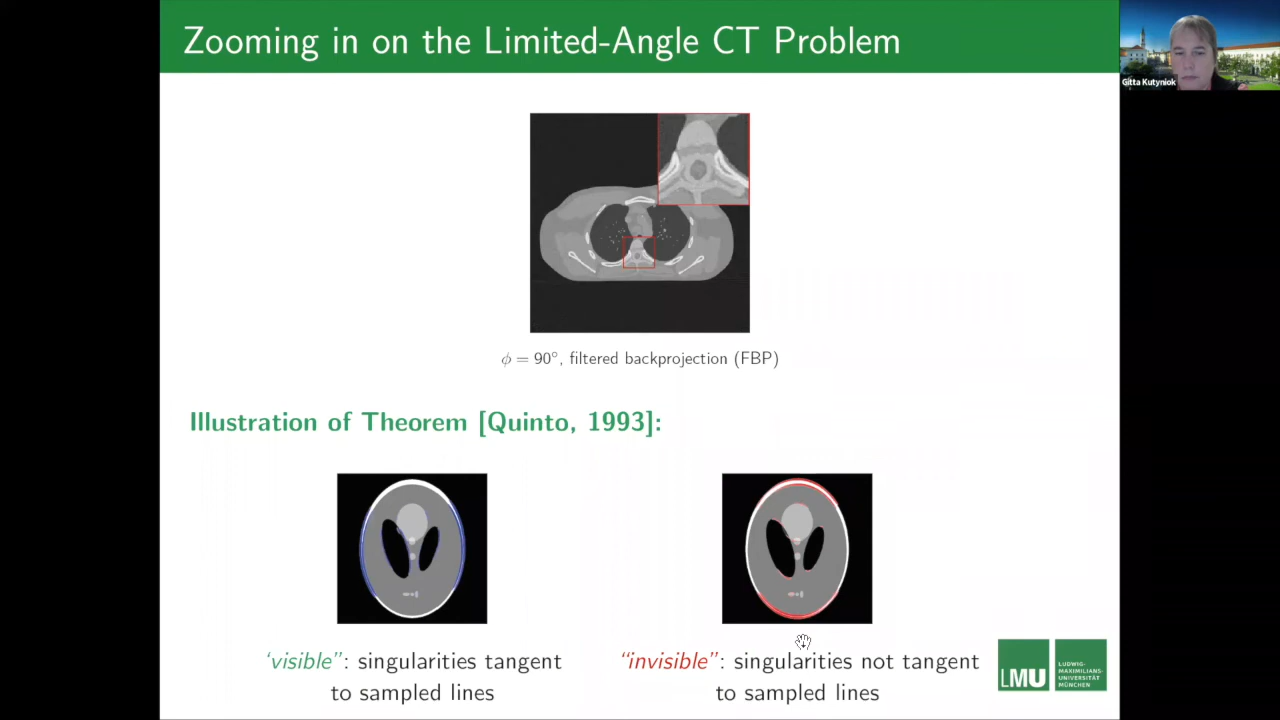 Zooming in on the Limited-Angle CT Problem
Gitta Kutyniok
ϕ = 90°, filtered backprojection (FBP)
Illustration of Theorem [Quinto, 1993]:
‘visible”: singularities tangent
to sampled lines
“invisible”: singularities not tangent
to sampled lines
LMU
LUDWIG-
MAXIMILIANS-
UNIVERSITÄT
MÜNCHEN